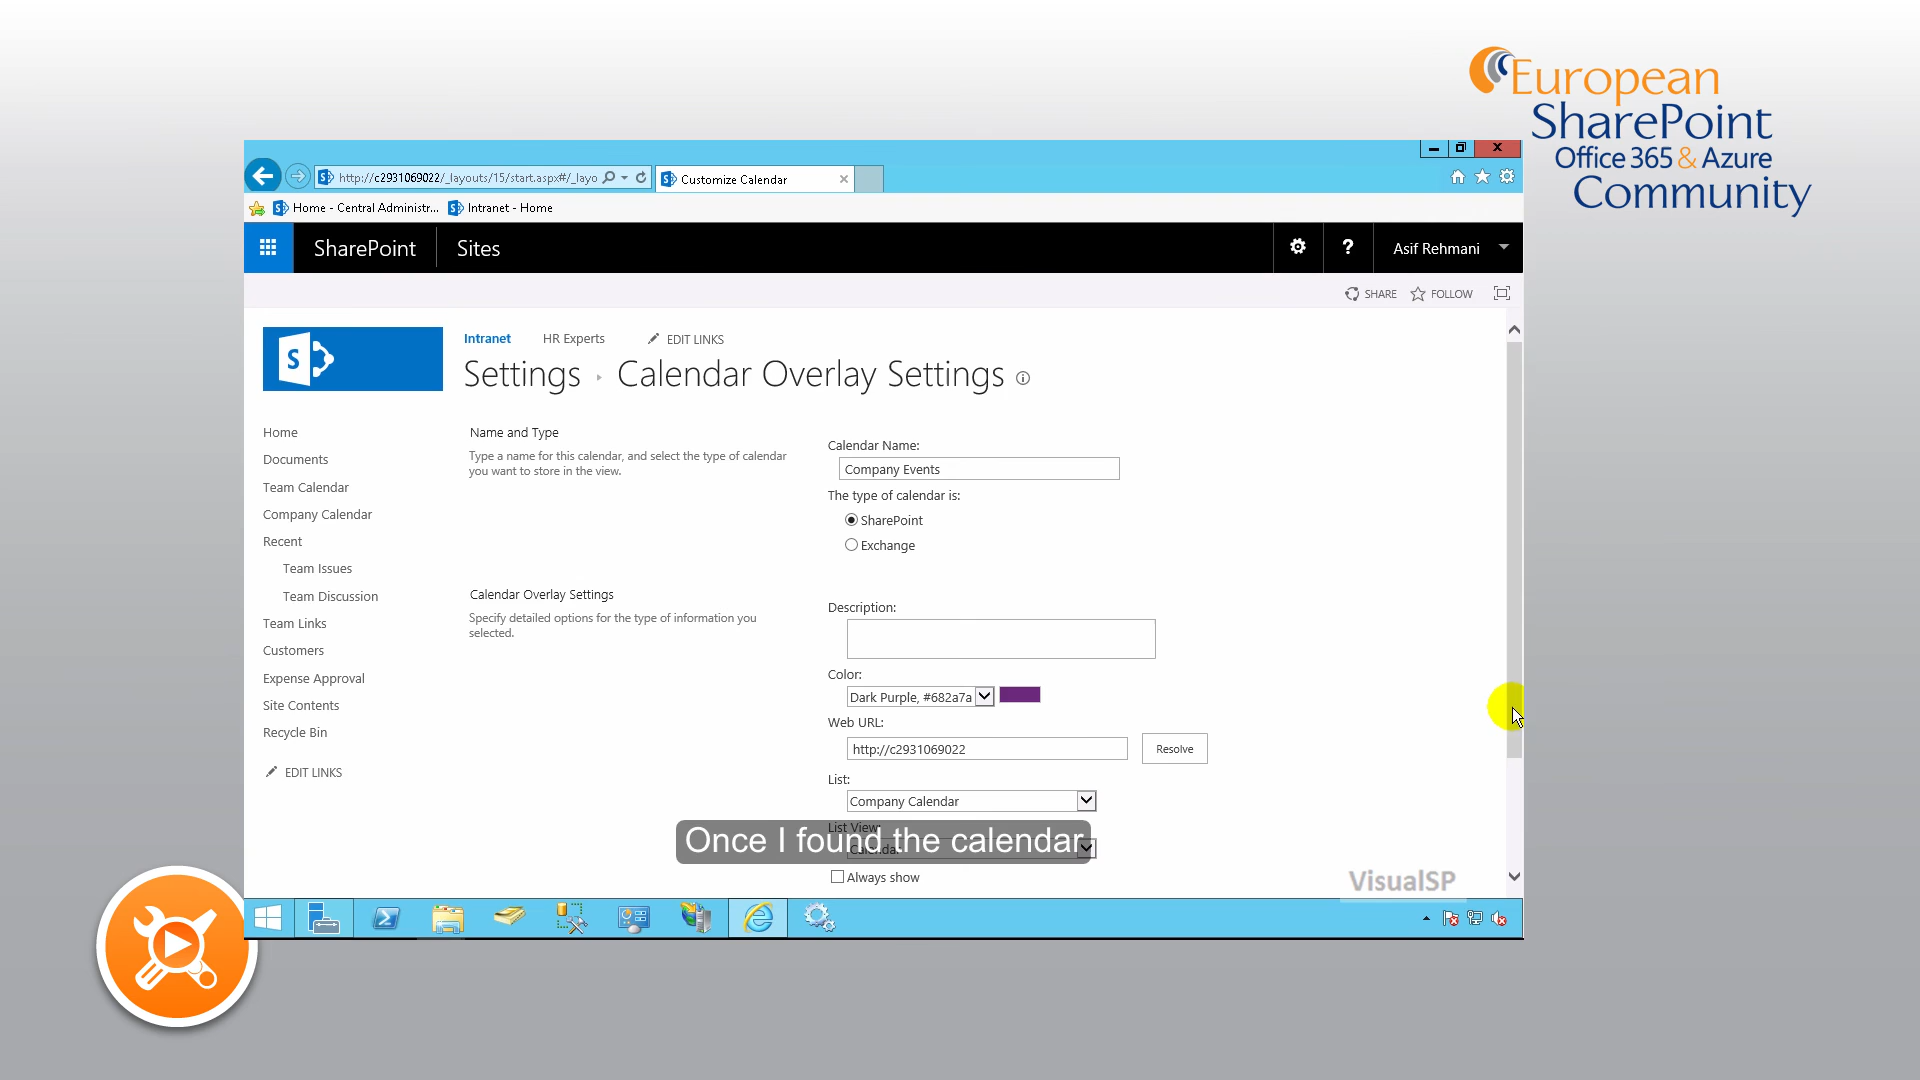 European
SharePoint
Office 365 & Azure
Community
http://c2931069022/_layouts/15/start.aspx#/_layo
Customize Calendar
Home - Central Administr...
Intranet - Home
SharePoint
Sites
?
Asif Rehmani
SHARE
FOLLOW
Intranet
HR Experts
EDIT LINKS
Settings
Calendar Overlay Settings
Home
Documents
Team Calendar
Company Calendar
Recent
Team Issues
Team Discussion
Team Links
Customers
Expense Approval
Site Contents
Recycle Bin
EDIT LINKS
Name and Type
Type a name for this calendar, and select the type of calendar
you want to store in the view.
Calendar Name:
Company Events
The type of calendar is:
SharePoint
Exchange
Calendar Overlay Settings
Specify detailed options for the type of information you
selected.
Description:
Color:
Dark Purple, #682a7a
Web URL:
http://c2931069022
Resolve
List:
Company Calendar
List View:
Calendar
Once I found the calendar
Always show
VisualSP